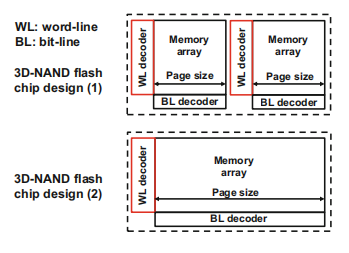 WL: word-line
BL: bit-line
3D-NAND flash
chip design (1)
WL decoder
Memory
array
Page size
BL decoder
WL decoder
Memory
array
Page size
BL decoder
3D-NAND flash
chip design (2)
WL decoder
Memory
array
Page size
BL decoder